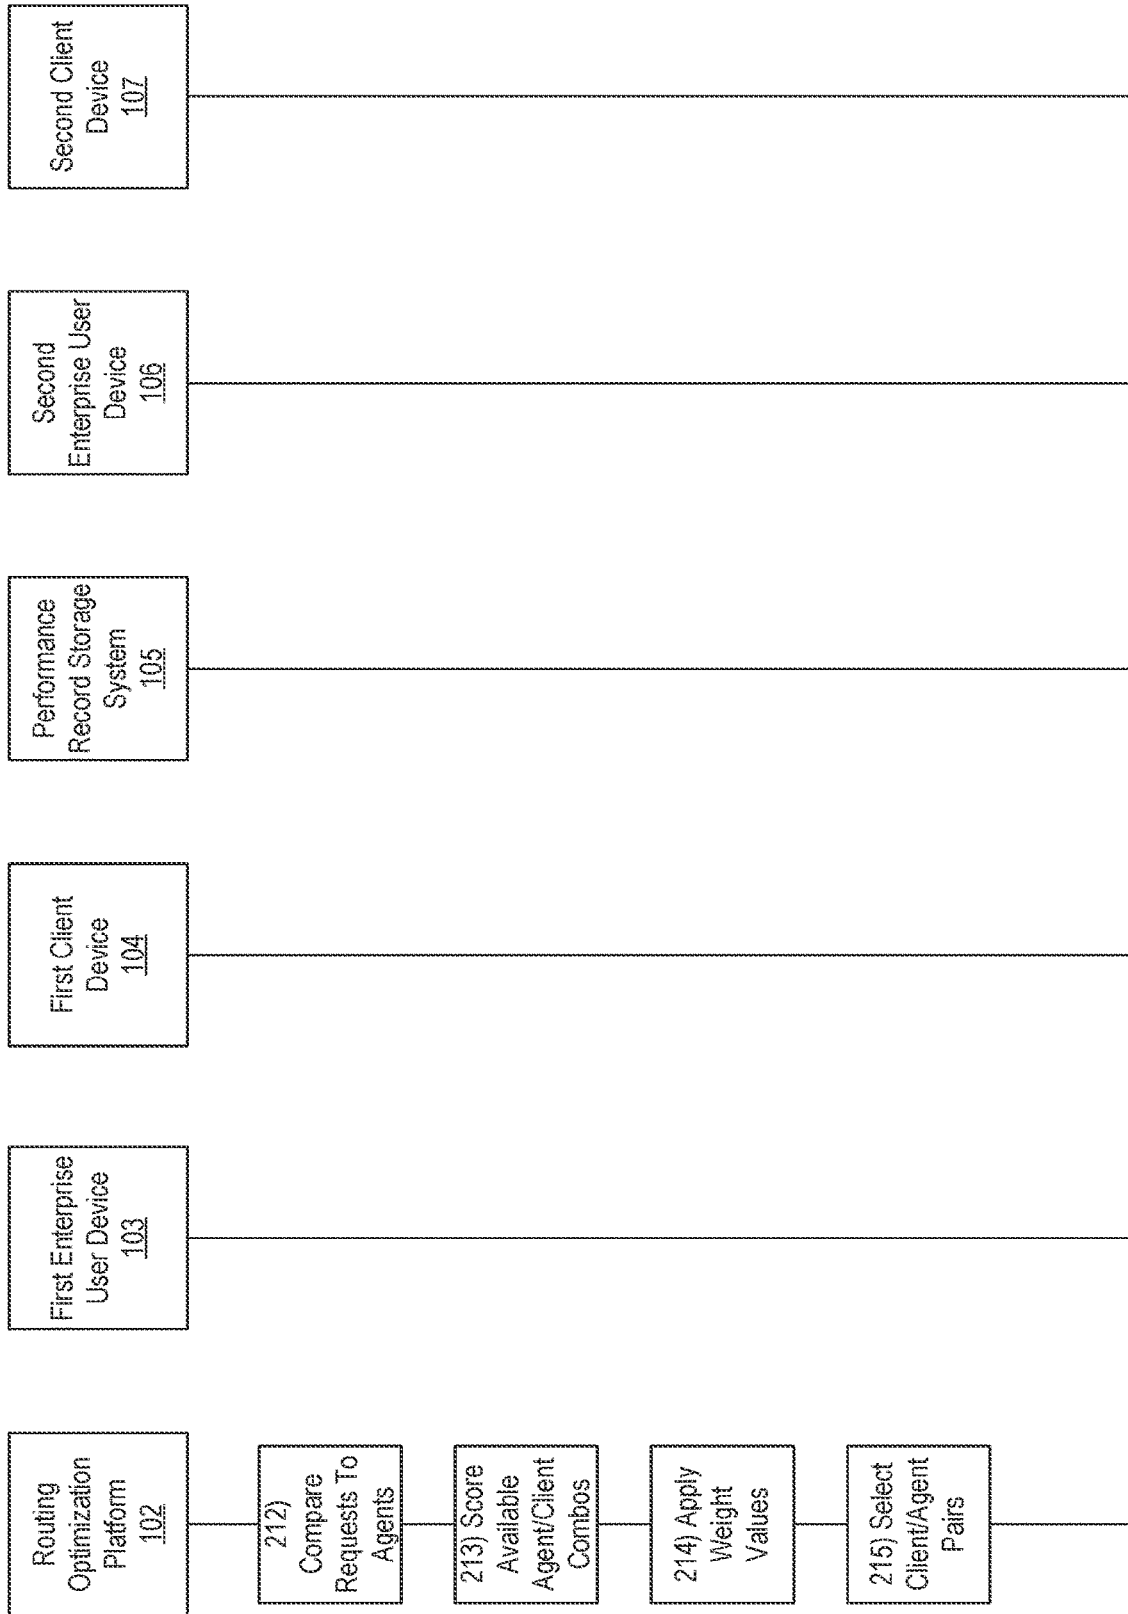 Routing
Optimization
Platform
102
First Enterprise
User Device
103
First Client
Device
104
Performance
Record Storage
System
105
Second
Enterprise User
Device
106
Second Client
Device
107
212)
Compare
Requests To
Agents
213) Score
Available
Agent/Client
Combos
214) Apply
Weight
Values
215) Select
Client/Agent
Pairs